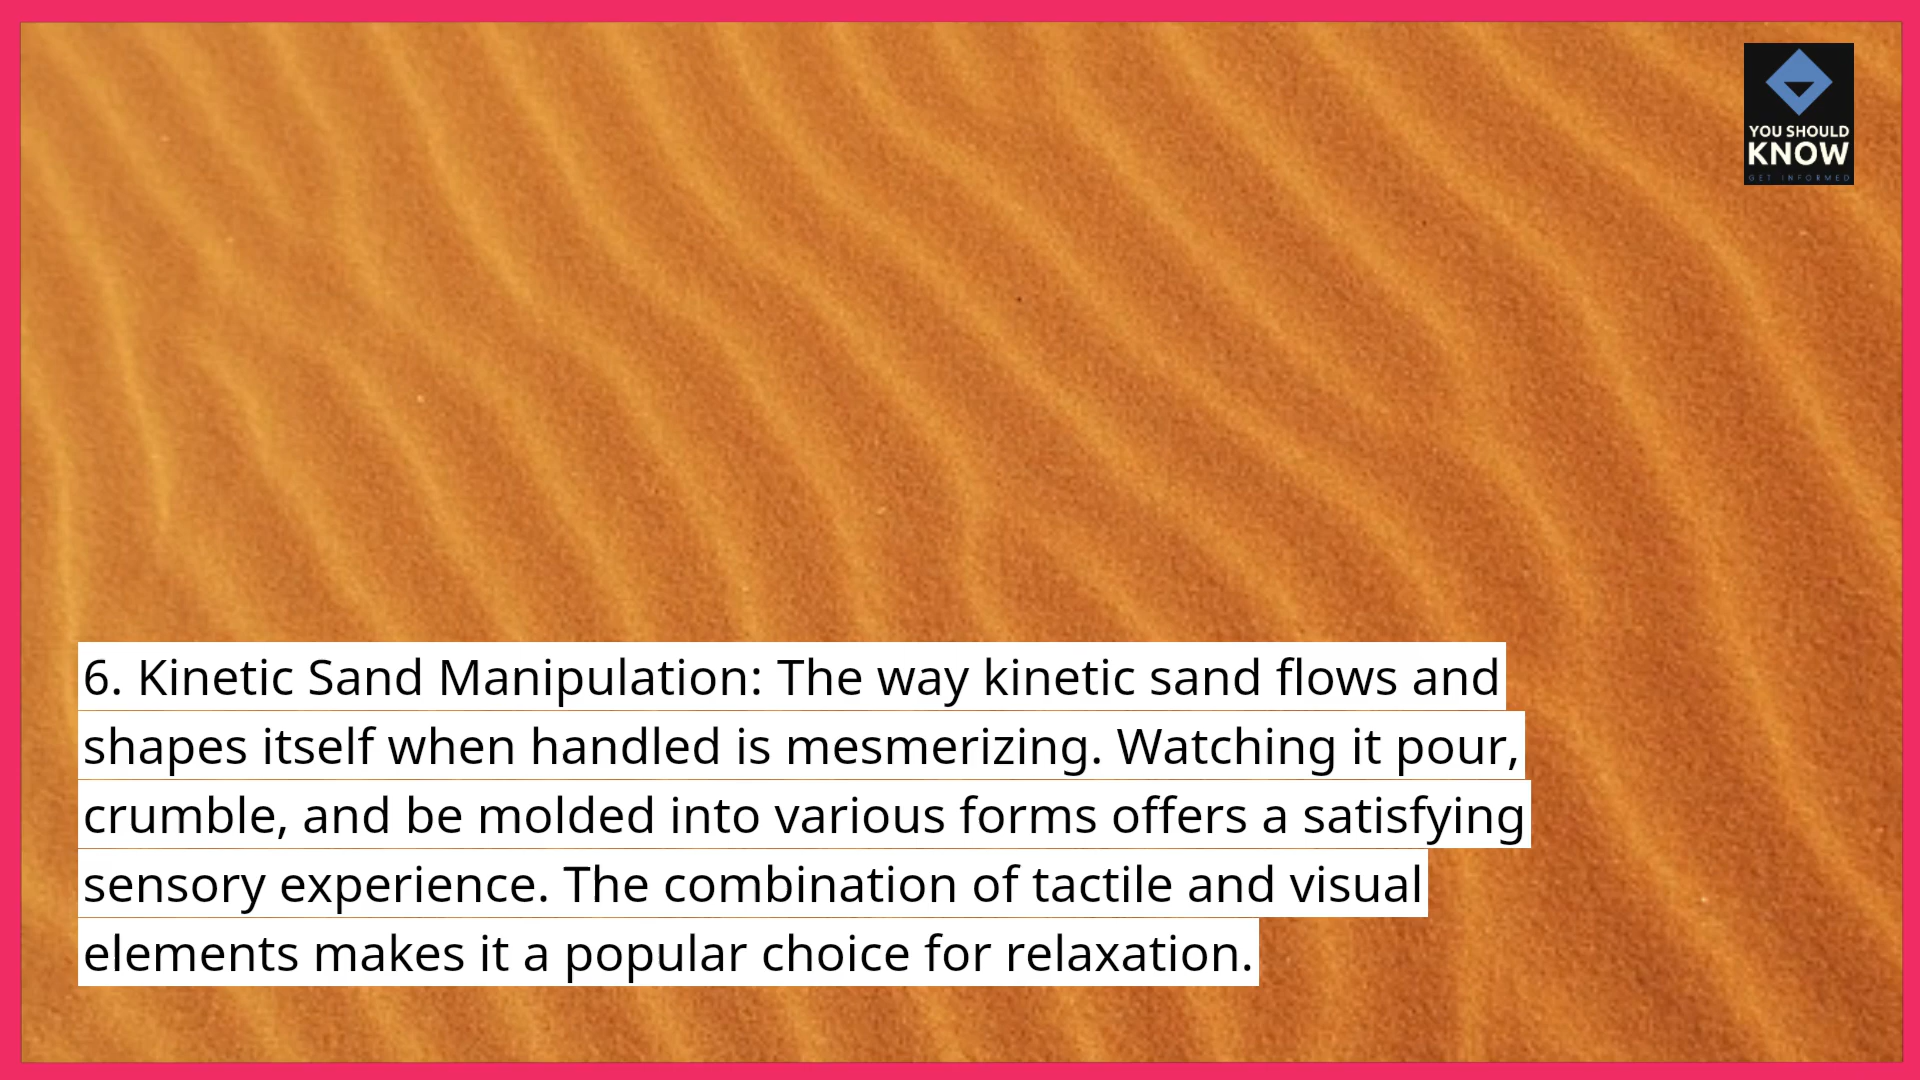 YOU SHOULD
KNOW
GET INFORMED
6. Kinetic Sand Manipulation: The way kinetic sand flows and
shapes itself when handled is mesmerizing. Watching it pour,
crumble, and be molded into various forms offers a satisfying
sensory experience. The combination of tactile and visual
elements makes it a popular choice for relaxation.